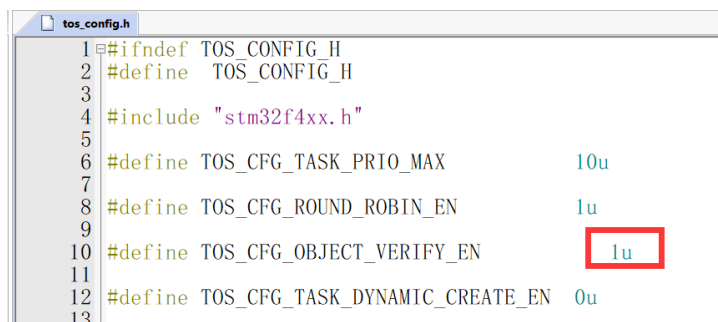 tos_config.h
1 #ifndef TOS_CONFIG_H
2 #define TOS_CONFIG_H
3
4 #include "stm32f4xx.h"
5
6 #define TOS_CFG_TASK_PRIO_MAX 10u
7
8 #define TOS_CFG_ROUND_ROBIN_EN 1u
9
10 #define TOS_CFG_OBJECT_VERIFY_EN 1u
11
12 #define TOS_CFG_TASK_DYNAMIC_CREATE_EN 0u
13